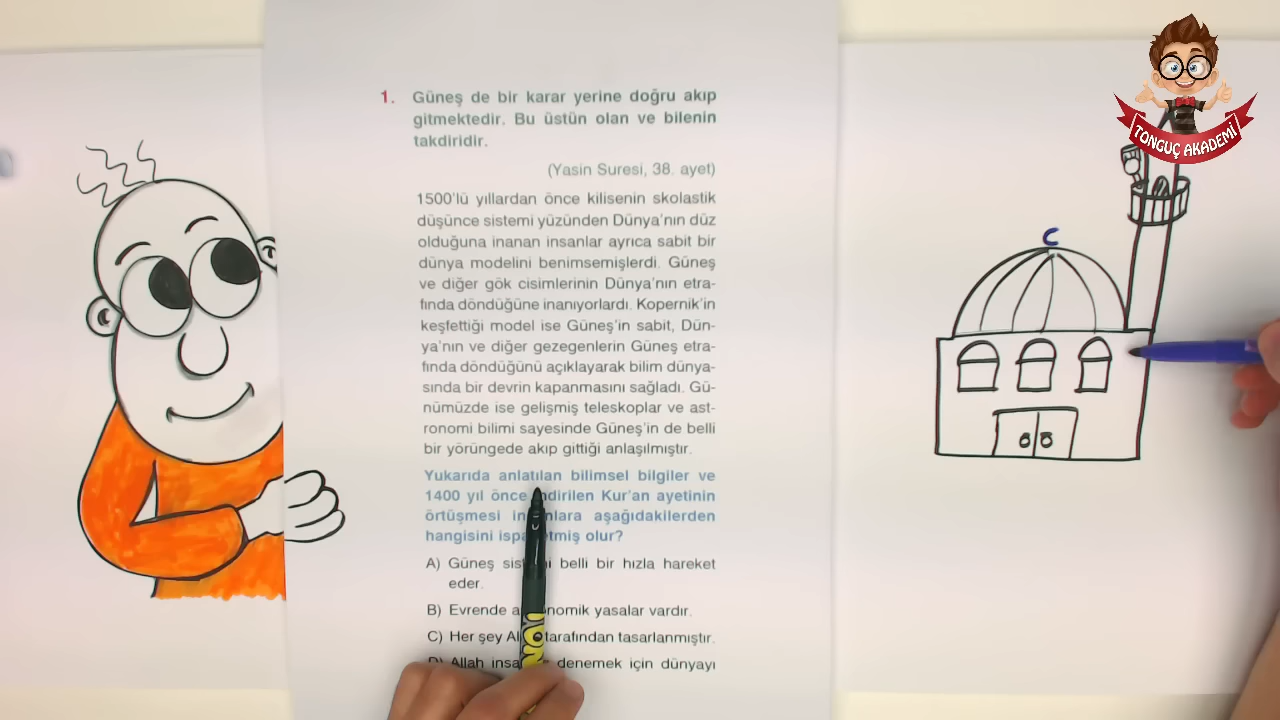 1. Güneş de bir karar yerine doğru akıp
gitmektedir. Bu üstün olan ve bilenin
takdiridir.
(Yasin Suresi, 38. ayet)
1500'lü yıllardan önce kilisenin skolastik
düşünce sistemi yüzünden Dünya'nın düz
olduğuna inanan insanlar ayrıca sabit bir
dünya modelini benimsemişlerdi. Güneş
ve diğer gök cisimlerinin Dünya'nın etra-
fında döndüğüne inanıyorlardı. Kopernik'in
keşfettiği model ise Güneş'in sabit, Dün-
ya'nın ve diğer gezegenlerin Güneş etra-
fında döndüğünü açıklayarak bilim dünya-
sında bir devrin kapanmasını sağladı. Gü-
nümüzde ise gelişmiş teleskoplar ve ast-
ronomi bilimi sayesinde Güneş'in de belli
bir yörüngede akıp gittiği anlaşılmıştır.
Yukarıda anlatılan bilimsel bilgiler ve
1400 yıl önce Kur'an ayetinin
örtüşmesi aşağıdakilerden
hangisini olur?
A) Güneş belli bir hızla hareket
eder.
B) Evrende yasalar vardır.
C) Her şey tarafından tasarlanmıştır.
D) Allah denemek için dünyayı
TONGUÇ AKADEMİ